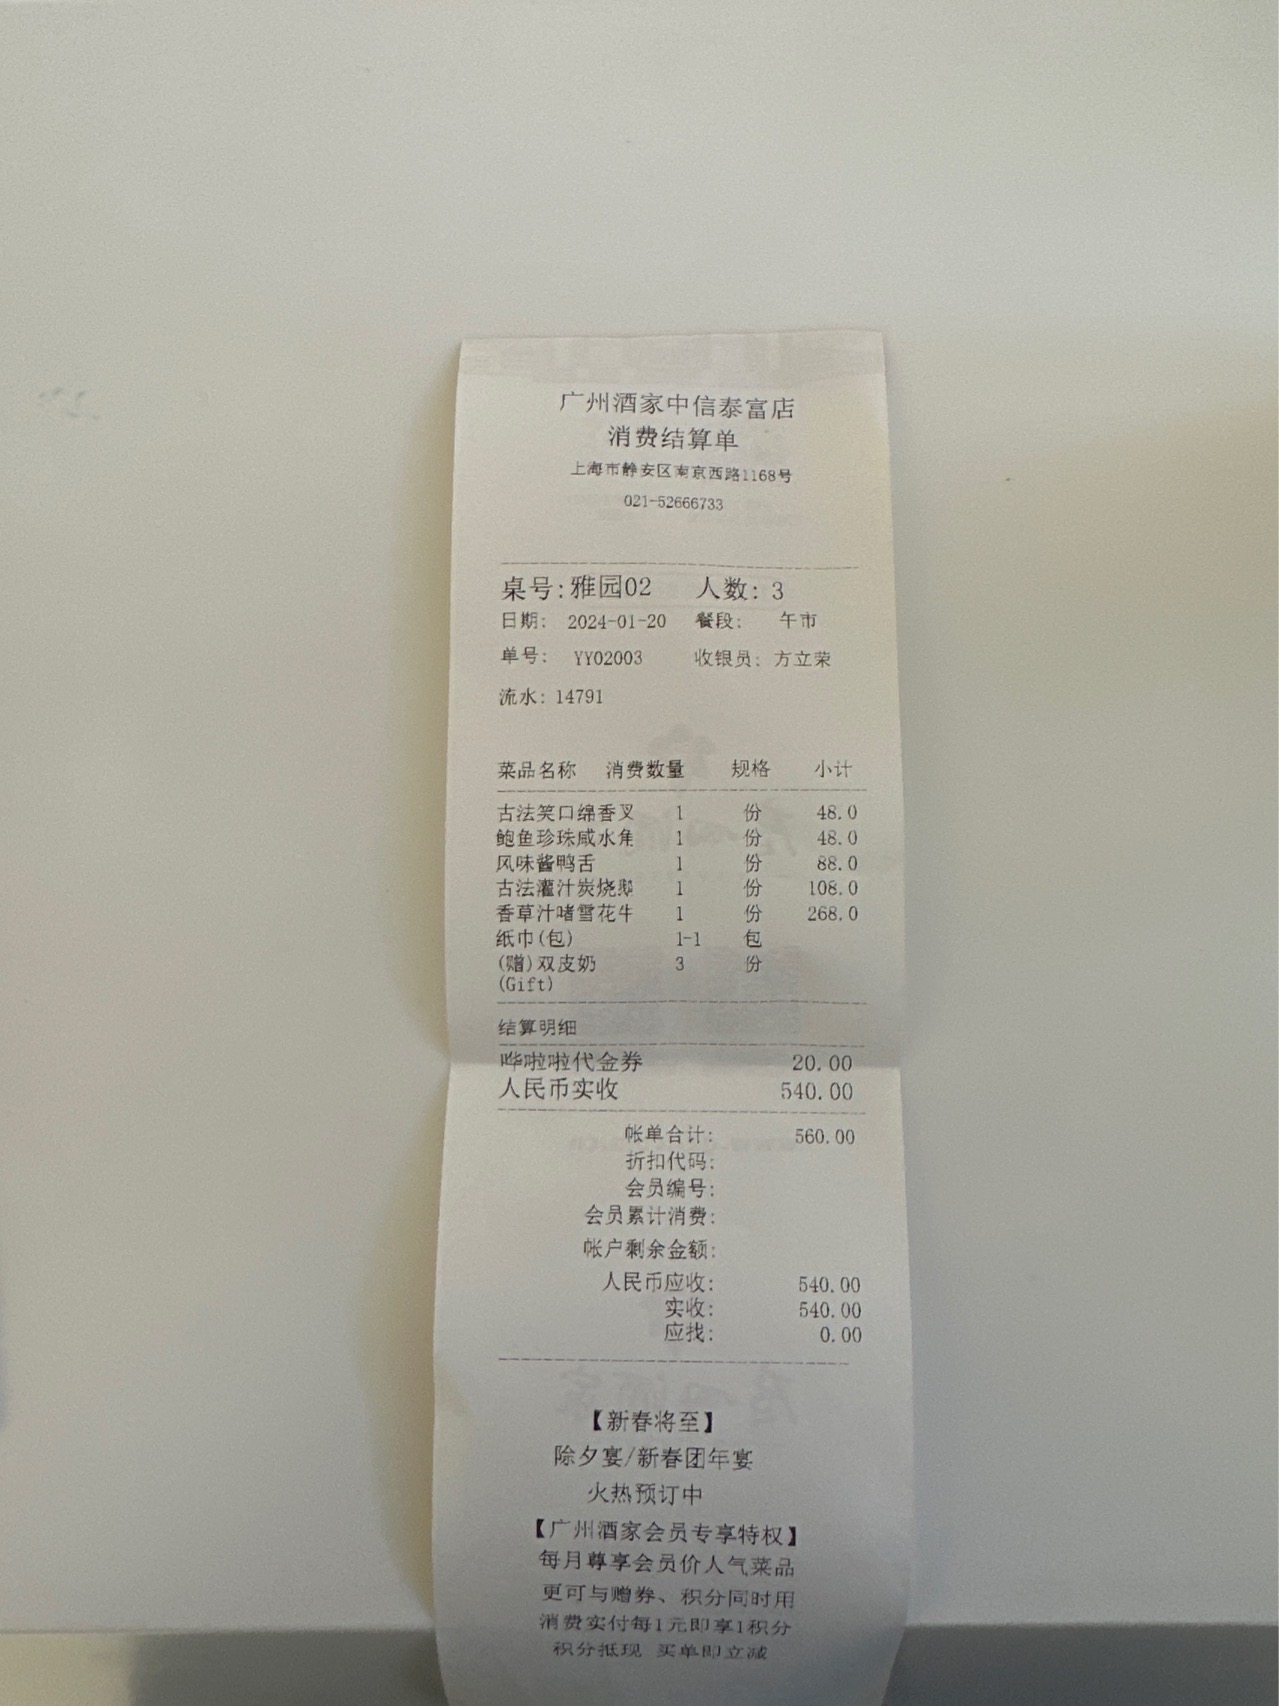 广州酒家中信泰富店
消费结算单
上海市静安区南京西路1168号
021-52666733
桌号:雅园02 人数: 3
日期: 2024-01-20 餐段: 午市
单号: YY02003 收银员: 方立荣
流水: 14791
菜品名称 消费数量 规格 小计
古法笑口绵香叉 1 份 48.0
鲍鱼珍珠咸水角 1 份 48.0
风味酱鸭舌 1 份 88.0
古法灌汁炭烧鹅 1 份 108.0
香草汁啫雪花牛 1 份 268.0
纸巾(包) 1-1 包
(赠)双皮奶 3 份
(Gift)
结算明细
哗啦啦代金券 20.00
人民币实收 540.00
帐单合计: 560.00
折扣代码:
会员编号:
会员累计消费:
帐户剩余金额:
人民币应收: 540.00
实收: 540.00
应找: 0.00
【新春将至】
除夕宴/新春团年宴
火热预订中
【广州酒家会员专享特权】
每月尊享会员价人气菜品
更可与赠券、积分同时用
消费实付每1元即享1积分
积分抵现 买单即立减